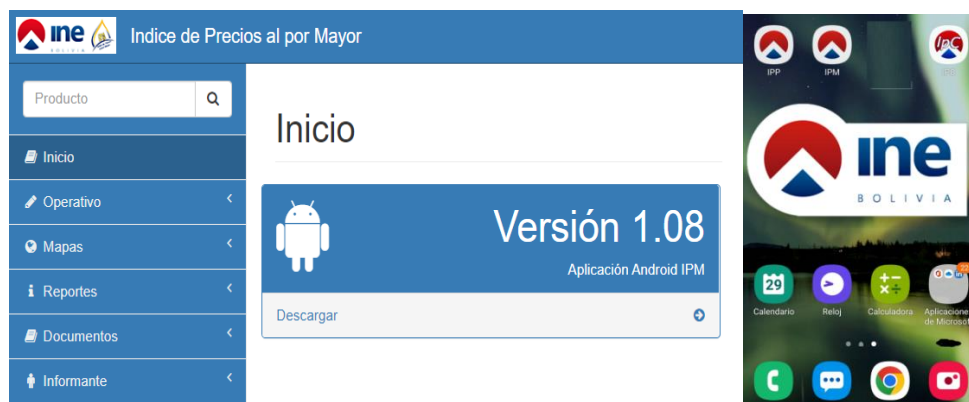 ine
BOLIVIA
Indice de Precios al por Mayor
Producto
Inicio
Operativo
Mapas
Reportes
Documentos
Informante
Inicio
Versión 1.08
Aplicación Android IPM
Descargar
IPP
IPM
IPC
ine
BOLIVIA
29
Calendario
Reloj
Calculadora
Aplicaciones
de Microsof